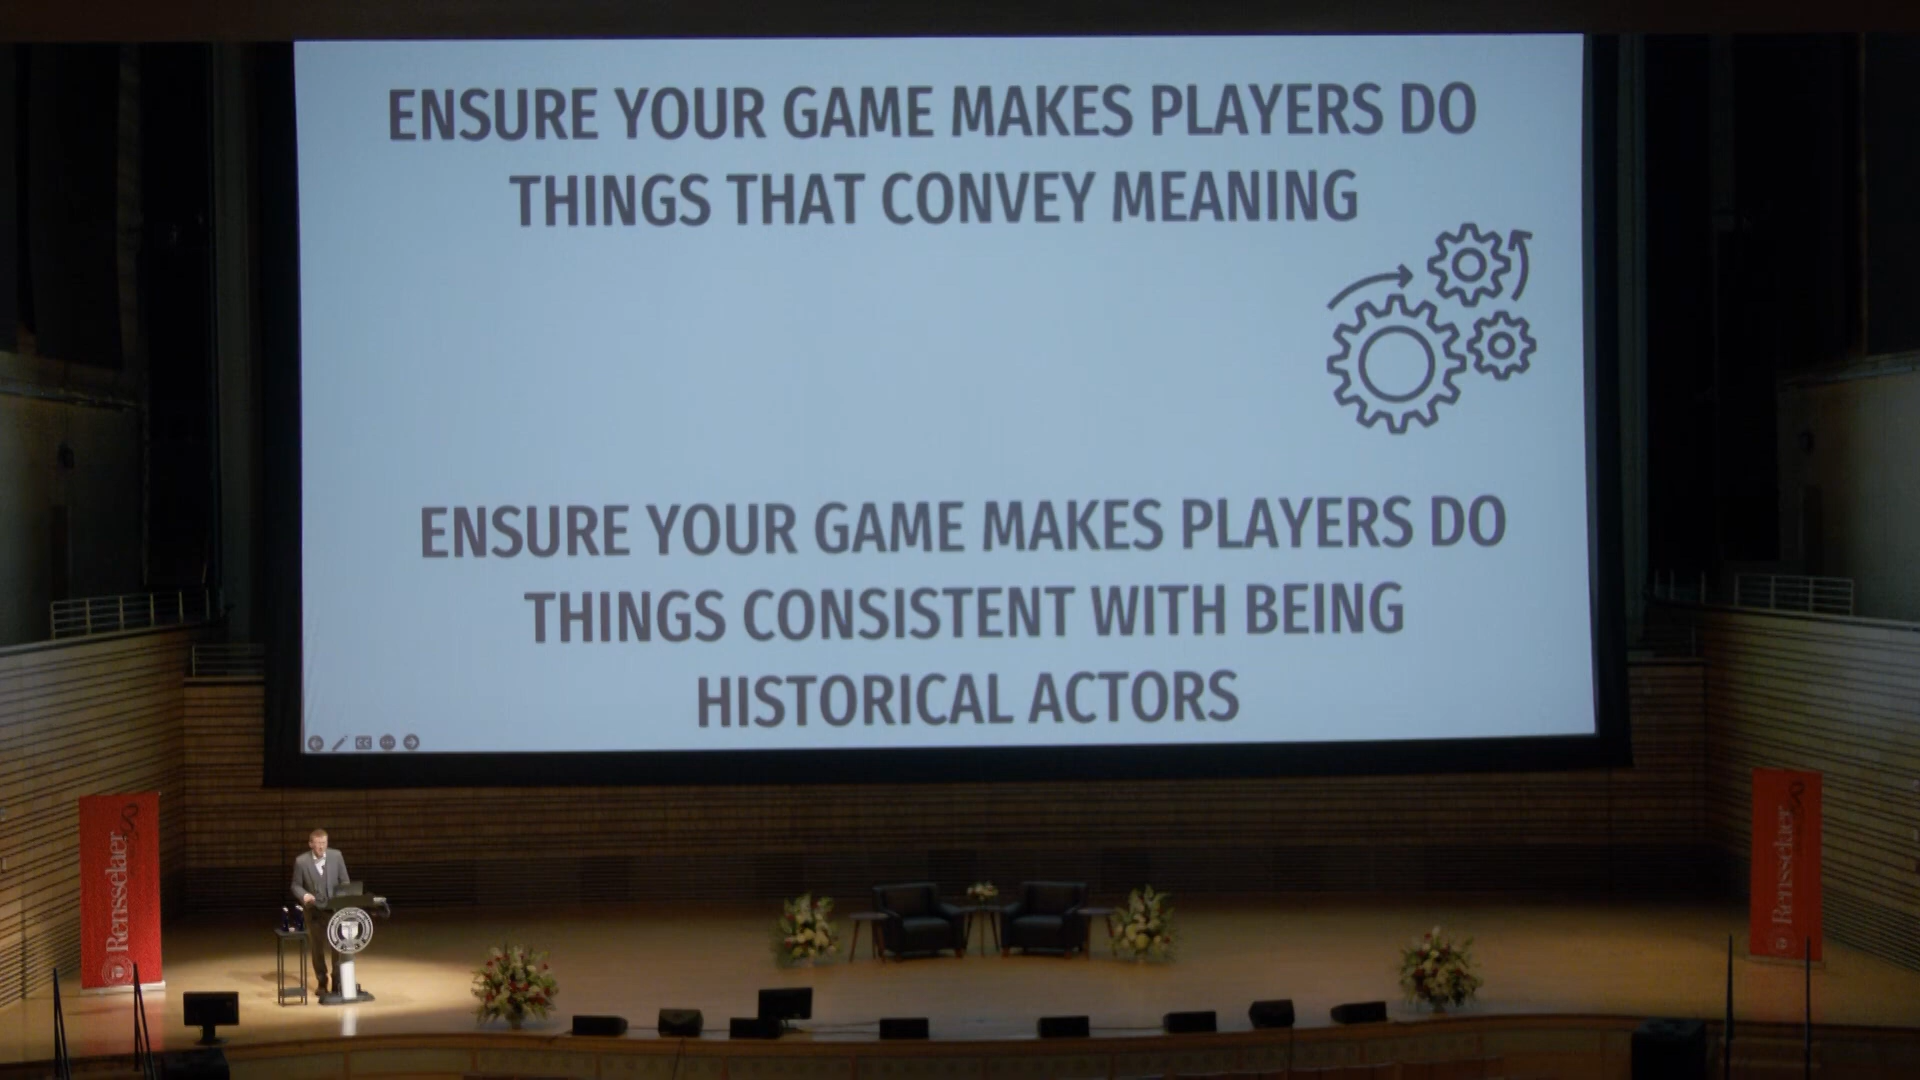 ENSURE YOUR GAME MAKES PLAYERS DO
THINGS THAT CONVEY MEANING
ENSURE YOUR GAME MAKES PLAYERS DO
THINGS CONSISTENT WITH BEING
HISTORICAL ACTORS
CC
Rensselaer
Rensselaer